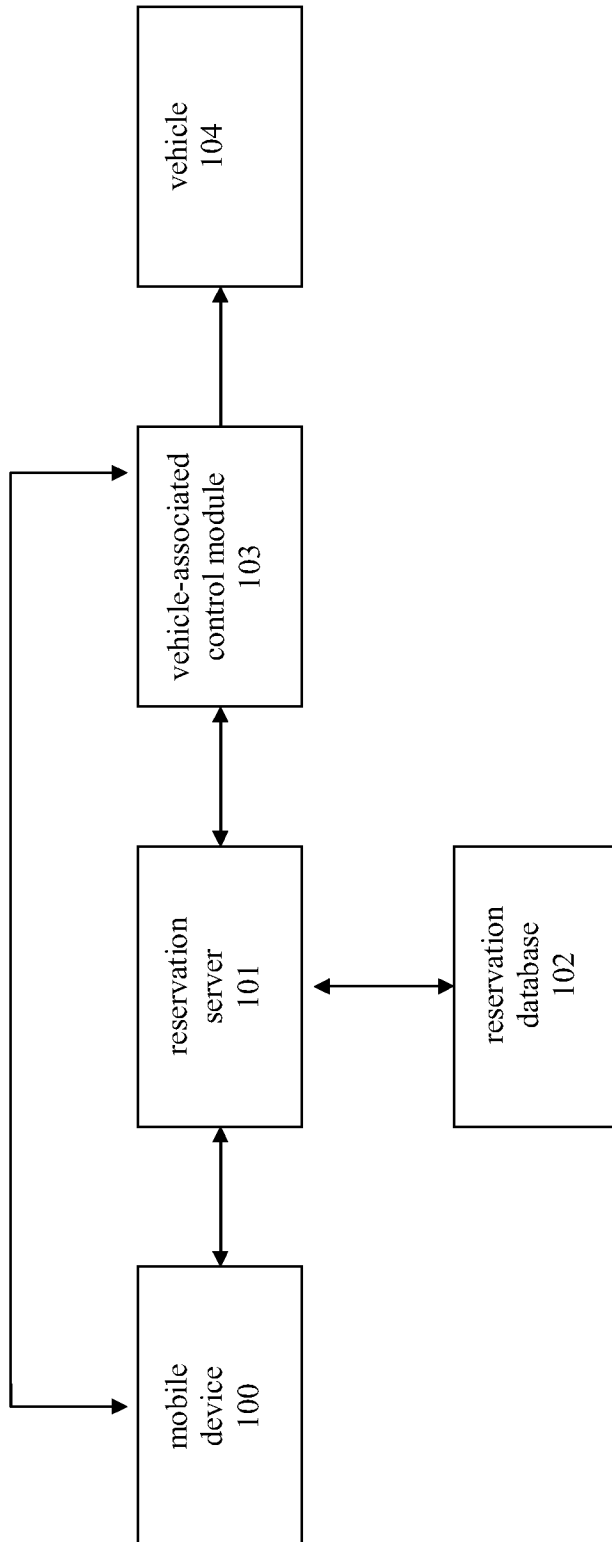 mobile
device
100
reservation
server
101
vehicle-associated
control module
103
vehicle
104
reservation
database
102